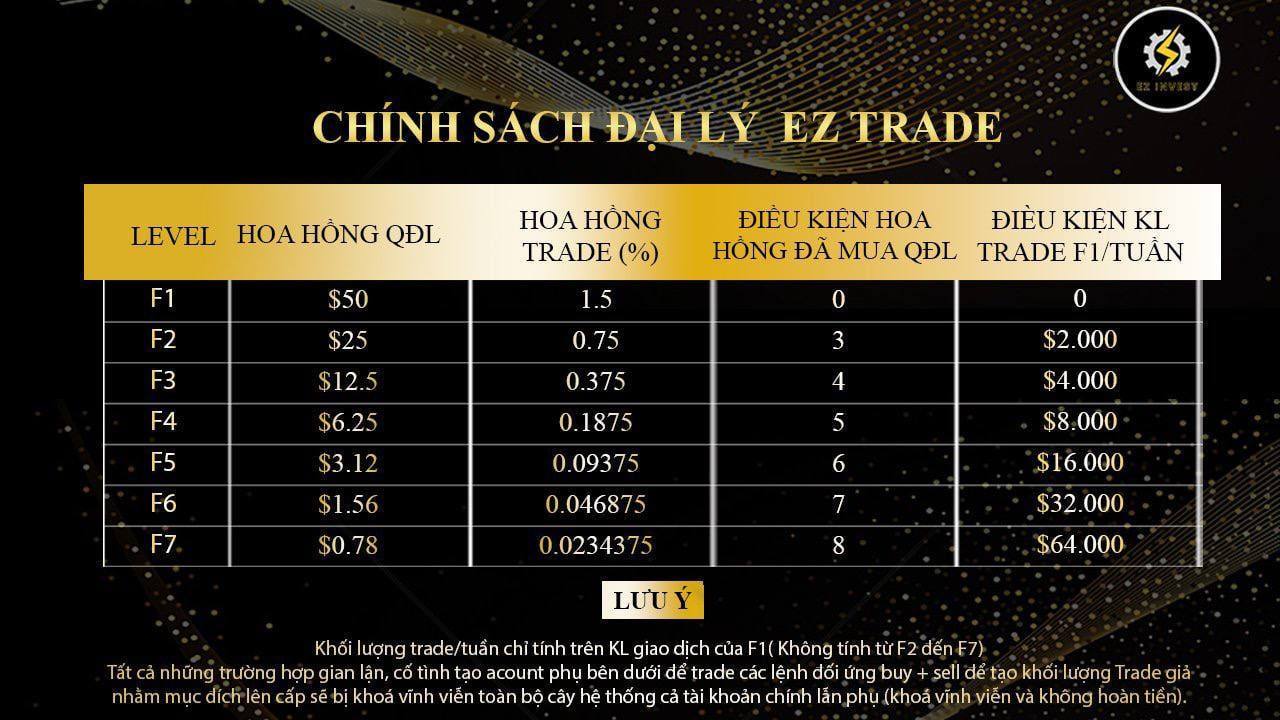 EZ INVEST
CHÍNH SÁCH ĐẠI LÝ EZ TRADE
LEVEL HOA HỒNG QĐL HOA HỒNG TRADE (%) ĐIỀU KIỆN HOA HỒNG ĐÃ MUA QĐL ĐIỀU KIỆN KL TRADE F1/TUẦN
F1 $50 1.5 0 0
F2 $25 0.75 3 $2.000
F3 $12.5 0.375 4 $4.000
F4 $6.25 0.1875 5 $8.000
F5 $3.12 0.09375 6 $16.000
F6 $1.56 0.046875 7 $32.000
F7 $0.78 0.0234375 8 $64.000
LƯU Ý
Khối lượng trade/tuần chỉ tính trên KL giao dịch của F1( Không tính từ F2 đến F7)
Tất cả những trường hợp gian lận, cố tình tạo acount phụ bên dưới để trade các lệnh đối ứng buy + sell để tạo khối lượng Trade giả
nhằm mục đích lên cấp sẽ bị khoá vĩnh viễn toàn bộ cây hệ thống cả tài khoản chính lẫn phụ (khoá vĩnh viễn và không hoàn tiền).